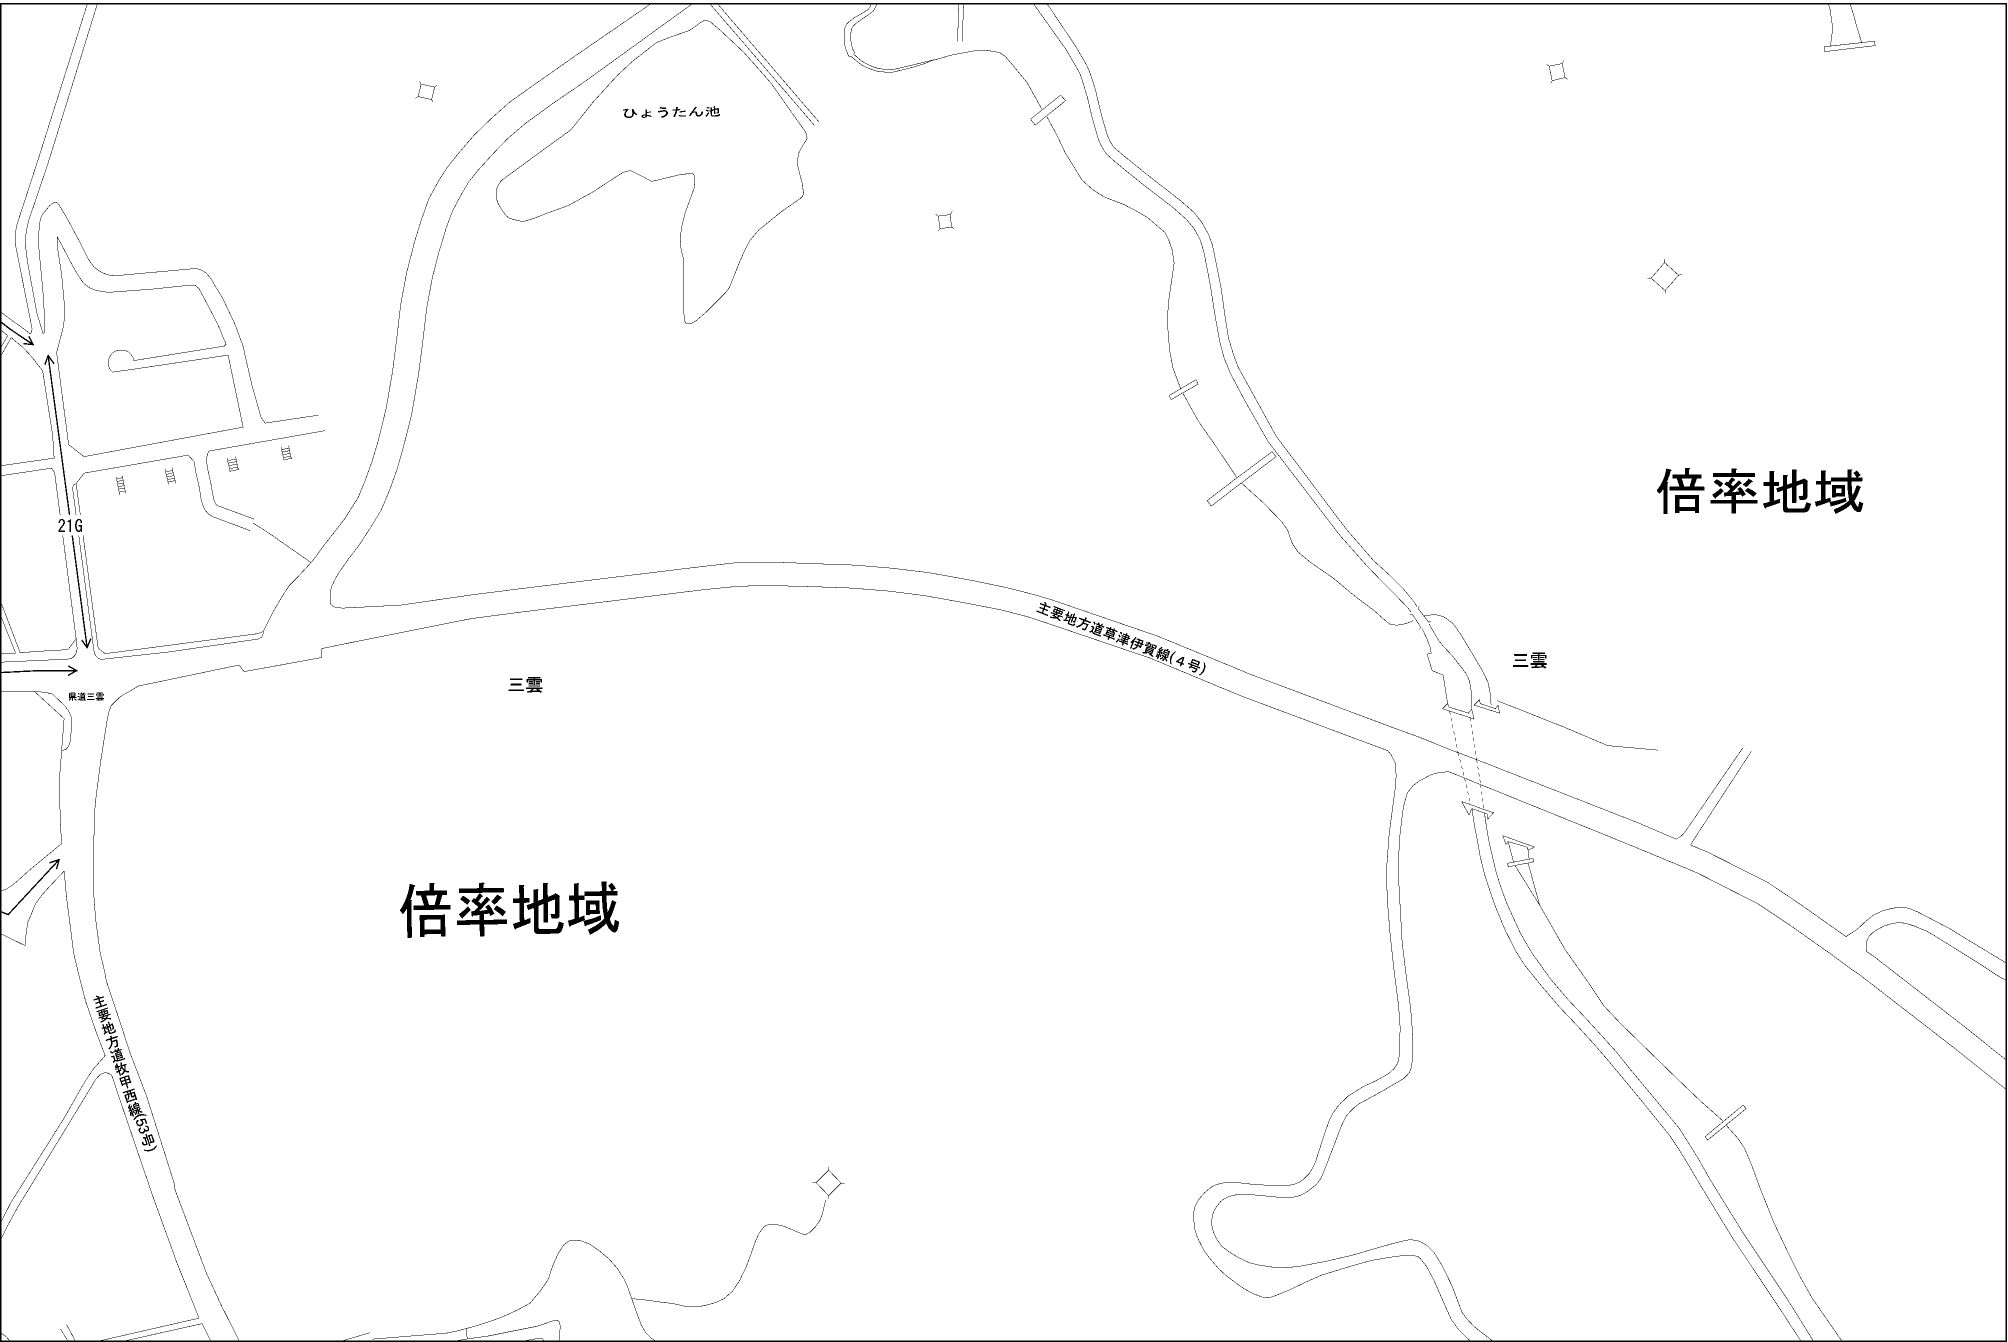 ひょうたん池
倍率地域
21G
主要地方道草津伊賀線(4号)
三雲
三雲
県道三雲
倍率地域
主要地方道牧甲西線(53号)